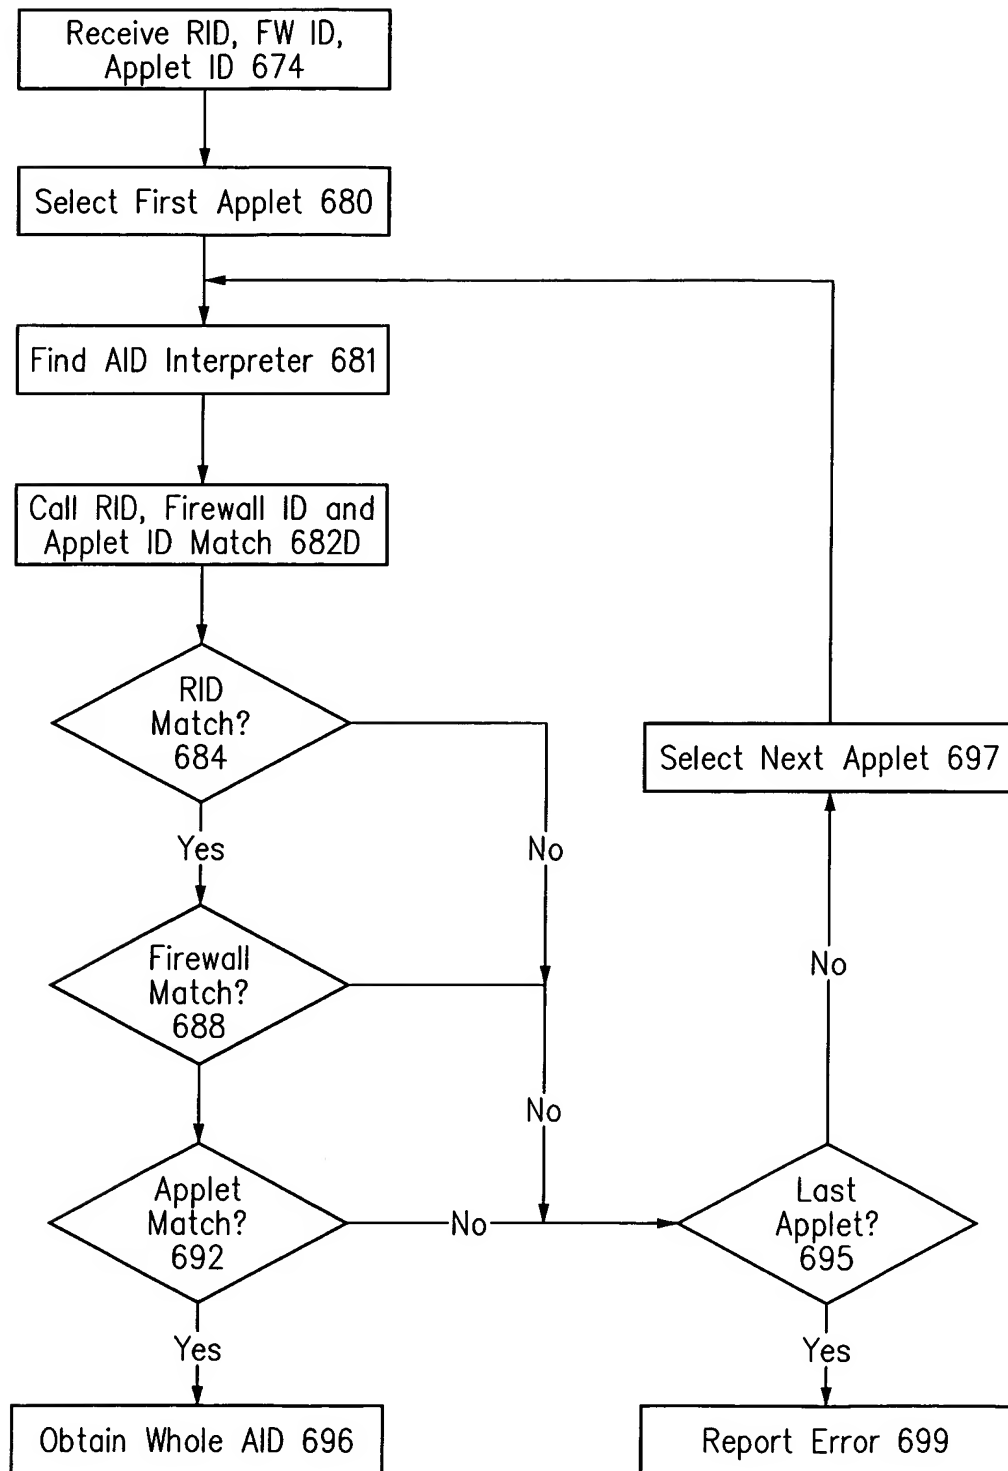 Receive RID, FW ID,
Applet ID 674
Select First Applet 680
Find AID Interpreter 681
Call RID, Firewall ID and
Applet ID Match 682D
RID
Match?
684
Yes
No
Select Next Applet 697
Firewall
Match?
688
No
No
Applet
Match?
692
No
Last
Applet?
695
Yes
Yes
Obtain Whole AID 696
Report Error 699